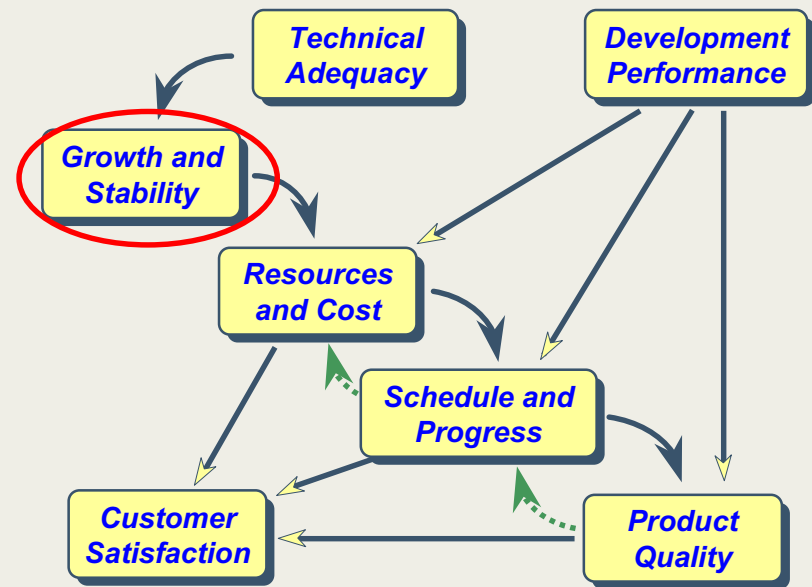 Technical
Adequacy
Development
Performance
Growth and
Stability
Resources
and Cost
Schedule and
Progress
Customer
Satisfaction
Product
Quality